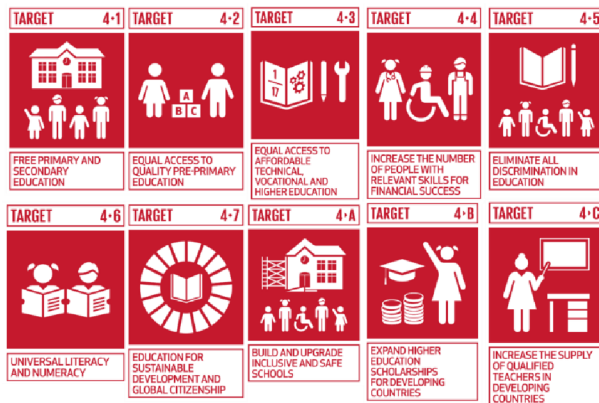 TARGET 4·1
TARGET 4·2
TARGET 4·3
TARGET 4·4
TARGET 4·5
A
B C
1
17
FREE PRIMARY AND
SECONDARY
EDUCATION
EQUAL ACCESS TO
QUALITY PRE-PRIMARY
EDUCATION
EQUAL ACCESS TO
AFFORDABLE
TECHNICAL,
VOCATIONAL AND
HIGHER EDUCATION
INCREASE THE NUMBER
OF PEOPLE WITH
RELEVANT SKILLS FOR
FINANCIAL SUCCESS
ELIMINATE ALL
DISCRIMINATION IN
EDUCATION
TARGET 4·6
TARGET 4·7
TARGET 4·A
TARGET 4·B
TARGET 4·C
UNIVERSAL LITERACY
AND NUMERACY
EDUCATION FOR
SUSTAINABLE
DEVELOPMENT AND
GLOBAL CITIZENSHIP
BUILD AND UPGRADE
INCLUSIVE AND SAFE
SCHOOLS
EXPAND HIGHER
EDUCATION
SCHOLARSHIPS
FOR DEVELOPING
COUNTRIES
INCREASE THE SUPPLY
OF QUALIFIED
TEACHERS IN
DEVELOPING
COUNTRIES